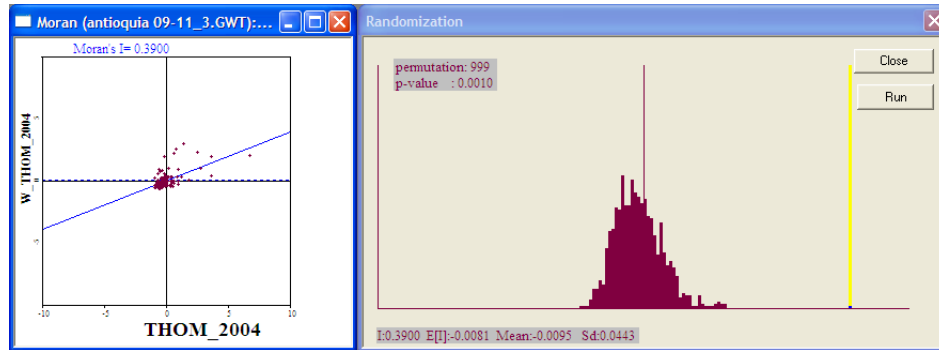 Moran (antioquia 09-11_3.GWT):...
Moran's I= 0.3900
5
0
-5
W_THOM_2004
-10
-5
0
5
10
THOM_2004
Randomization
permutation: 999
p-value : 0.0010
Close
Run
I:0.3900 E[I]:-0.0081 Mean:-0.0095 Sd:0.0443